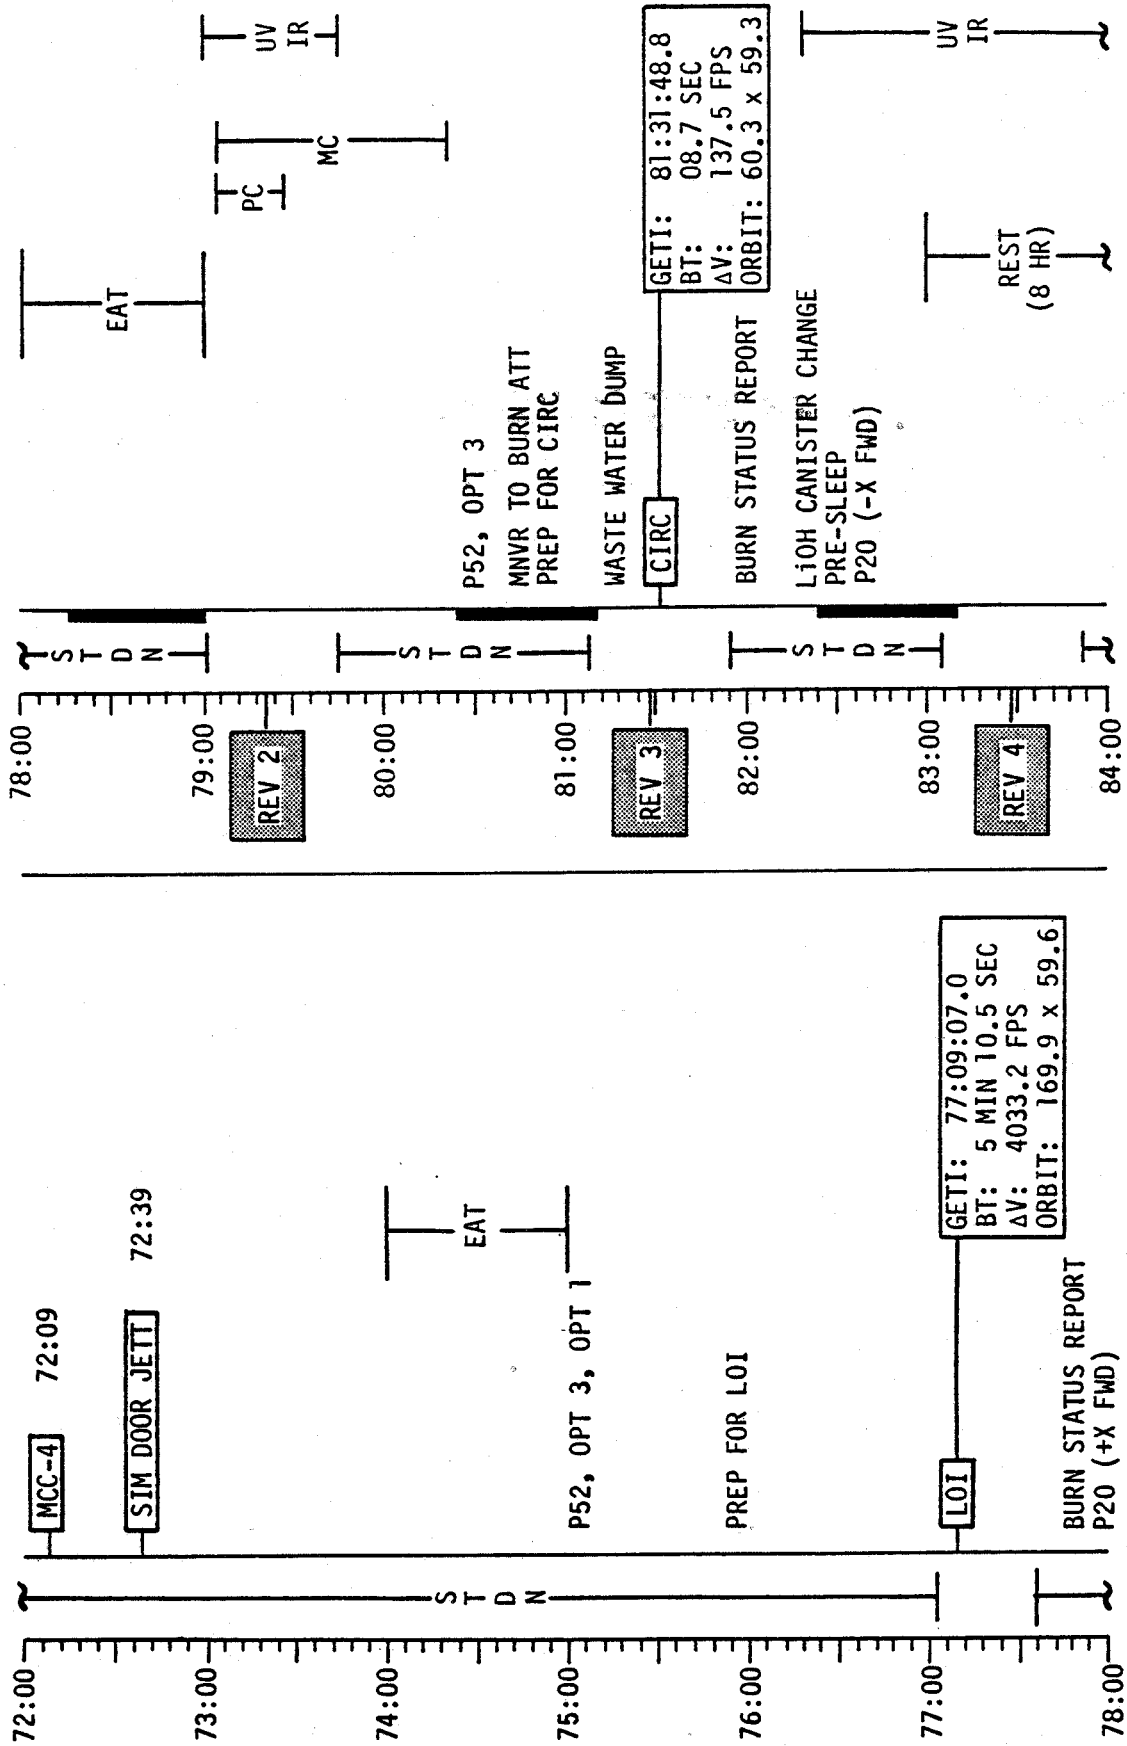 72:00
73:00
74:00
75:00
76:00
77:00
78:00
STDN
MCC-4
72:09
SIM DOOR JETT
72:39
EAT
P52, OPT 3, OPT 1
PREP FOR LOI
LOI
GETI: 77:09:07.0
BT: 5 MIN 10.5 SEC
ΔV: 4033.2 FPS
ORBIT: 169.9 x 59.6
BURN STATUS REPORT
P20 (+X FWD)
78:00
79:00
REV 2
80:00
81:00
REV 3
82:00
83:00
REV 4
84:00
STDN
STDN
STDN
EAT
PC
MC
UV
IR
P52, OPT 3
MNVR TO BURN ATT
PREP FOR CIRC
WASTE WATER DUMP
CIRC
GETI: 81:31:48.8
BT: 08.7 SEC
ΔV: 137.5 FPS
ORBIT: 60.3 x 59.3
BURN STATUS REPORT
LiOH CANISTER CHANGE
PRE-SLEEP
P20 (-X FWD)
REST
(8 HR)
UV
IR